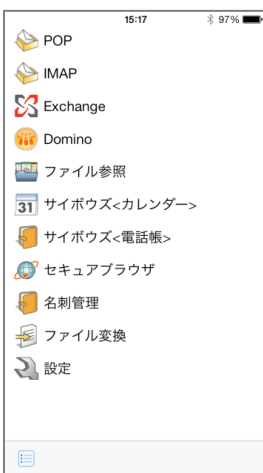 15:17 97%
POP
IMAP
Exchange
Domino
ファイル参照
31 サイボウズ<カレンダー>
サイボウズ<電話帳>
セキュアブラウザ
名刺管理
ファイル変換
設定